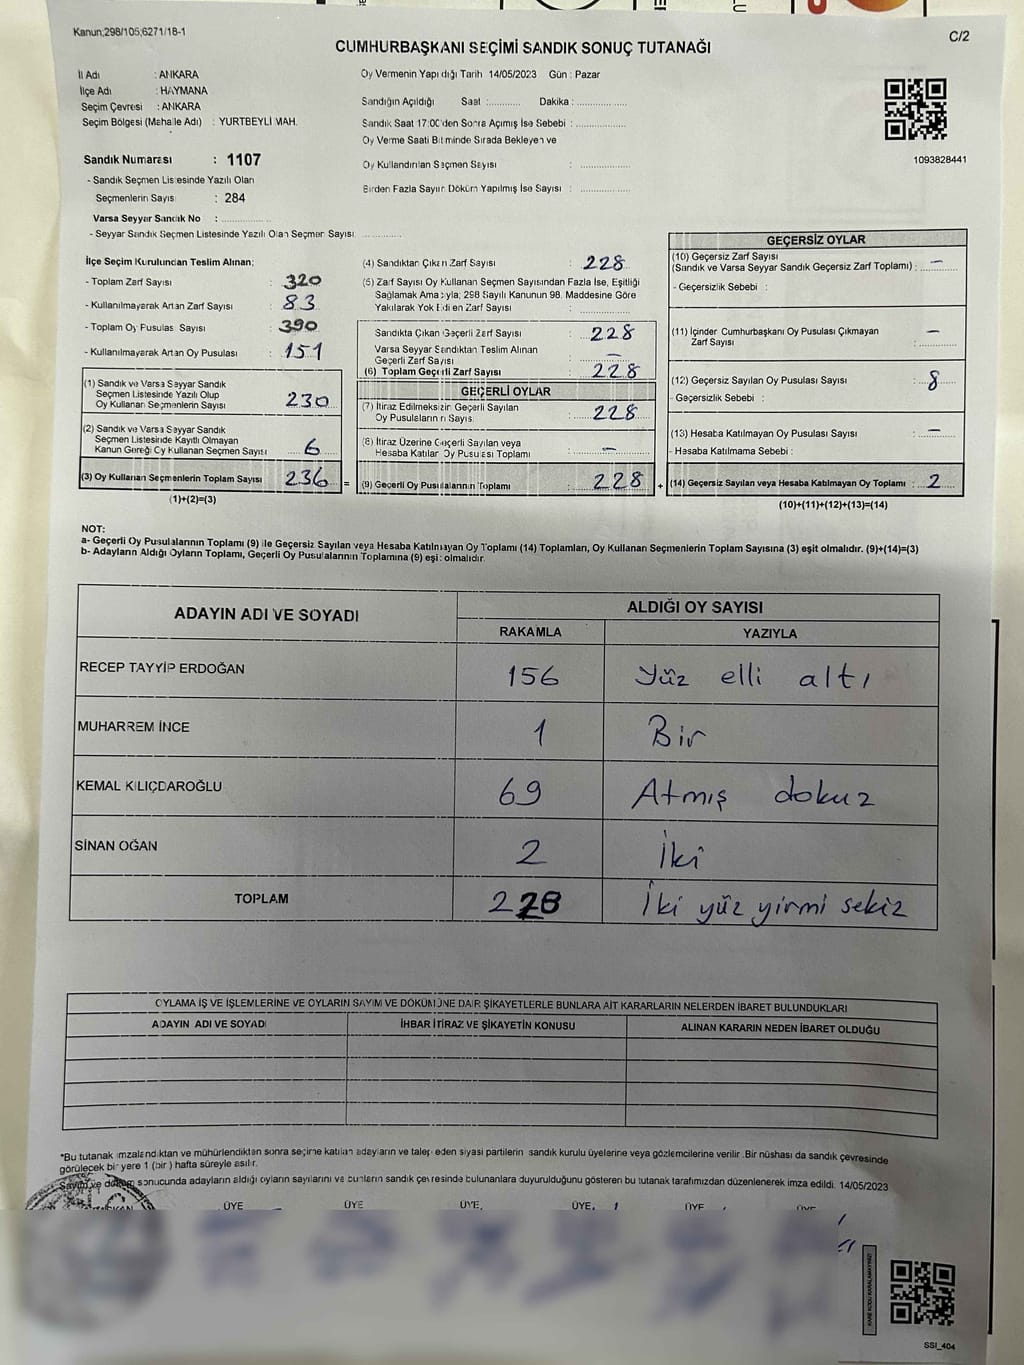 Kanun;298/105;6271/18-1
C/2
CUMHURBAŞKANI SEÇİMİ SANDIK SONUÇ TUTANAĞI
İl Adı : ANKARA
İlçe Adı : HAYMANA
Seçim Çevresi : ANKARA
Seçim Bölgesi (Mahalle Adı) : YURTBEYLİ MAH.
Sandık Numarası : 1107
- Sandık Seçmen Listesinde Yazılı Olan
Seçmenlerin Sayısı : 284
Varsa Seyyar Sandık No : ..............
- Seyyar Sandık Seçmen Listesinde Yazılı Olan Seçmen Sayısı: ..............
Oy Vermenin Yapıldığı Tarih 14/05/2023 Gün : Pazar
Sandığın Açıldığı Saat :............ Dakika : ..................
Sandık Saat 17:00'den Sonra Açılmış İse Sebebi : ..................
Oy Verme Saati Bitiminde Sırada Bekleyen ve
Oy Kullandırılan Seçmen Sayısı : ..................
Birden Fazla Sayım Döküm Yapılmış İse Sayısı : ..................
1093828441
İlçe Seçim Kurulundan Teslim Alınan;
- Toplam Zarf Sayısı : 320
- Kullanılmayarak Artan Zarf Sayısı : 83
- Toplam Oy Pusulası Sayısı : 390
- Kullanılmayarak Artan Oy Pusulası : 151
(1) Sandık ve Varsa Seyyar Sandık
Seçmen Listesinde Yazılı Olup
Oy Kullanan Seçmenlerin Sayısı : 230
(2) Sandık ve Varsa Seyyar Sandık
Seçmen Listesinde Kayıtlı Olmayan
Kanun Gereği Oy Kullanan Seçmen Sayısı : 6
(3) Oy Kullanan Seçmenlerin Toplam Sayısı : 236 =
(1)+(2)=(3)
(4) Sandıktan Çıkan Zarf Sayısı : 228
(5) Zarf Sayısı Oy Kullanan Seçmen Sayısından Fazla İse, Eşitliği
Sağlamak Amacıyla; 298 Sayılı Kanunun 98. Maddesine Göre
Yakılarak Yok Edilen Zarf Sayısı : ..................
Sandıkta Çıkan Geçerli Zarf Sayısı : 228
Varsa Seyyar Sandıktan Teslim Alınan
Geçerli Zarf Sayısı : —
(6) Toplam Geçerli Zarf Sayısı : 228
GEÇERLİ OYLAR
(7) İtiraz Edilmeksizin Geçerli Sayılan
Oy Pusulalarının Sayısı : 228
(8) İtiraz Üzerine Geçerli Sayılan veya
Hesaba Katılan Oy Pusulası Toplamı : —
(9) Geçerli Oy Pusulalarının Toplamı : 228 +
GEÇERSİZ OYLAR
(10) Geçersiz Zarf Sayısı
(Sandık ve Varsa Seyyar Sandık Geçersiz Zarf Toplamı) : —
- Geçersizlik Sebebi :
(11) İçinder Cumhurbaşkanı Oy Pusulası Çıkmayan
Zarf Sayısı : —
(12) Geçersiz Sayılan Oy Pusulası Sayısı : 8
- Geçersizlik Sebebi :
(13) Hesaba Katılmayan Oy Pusulası Sayısı : —
- Hesaba Katılmama Sebebi :
(14) Geçersiz Sayılan veya Hesaba Katılmayan Oy Toplamı : 2
(10)+(11)+(12)+(13)=(14)
NOT:
a- Geçerli Oy Pusulalarının Toplamı (9) ile Geçersiz Sayılan veya Hesaba Katılmayan Oy Toplamı (14) Toplamları, Oy Kullanan Seçmenlerin Toplam Sayısına (3) eşit olmalıdır. (9)+(14)=(3)
b- Adayların Aldığı Oyların Toplamı, Geçerli Oy Pusulalarının Toplamına (9) eşit olmalıdır.
ADAYIN ADI VE SOYADI ALDIĞI OY SAYISI
RAKAMLA YAZIYLA
RECEP TAYYİP ERDOĞAN 156 Yüz elli altı
MUHARREM İNCE 1 Bir
KEMAL KILIÇDAROĞLU 69 Atmış dokuz
SİNAN OĞAN 2 İki
TOPLAM 228 İki yüz yirmi sekiz
OYLAMA İŞ VE İŞLEMLERİNE VE OYLARIN SAYIM VE DÖKÜMÜNE DAİR ŞİKAYETLERLE BUNLARA AİT KARARLARIN NELERDEN İBARET BULUNDUKLARI
ADAYIN ADI VE SOYADI İHBAR İTİRAZ VE ŞİKAYETİN KONUSU ALINAN KARARIN NEDEN İBARET OLDUĞU
*Bu tutanak imzalandıktan ve mühürlendikten sonra seçime katılan adayların ve talep eden siyasi partilerin sandık kurulu üyelerine veya gözlemcilerine verilir. Bir nüshası da sandık çevresinde
görülecek bir yere 1 (bir) hafta süreyle asılır.
Sayım ve döküm sonucunda adayların aldığı oyların sayılarını ve bunların sandık çevresinde bulunanlara duyurulduğunu gösteren bu tutanak tarafımızdan düzenlenerek imza edildi. 14/05/2023
ÜYE ÜYE ÜYE ÜYE ÜYE ÜYE
SSI_404